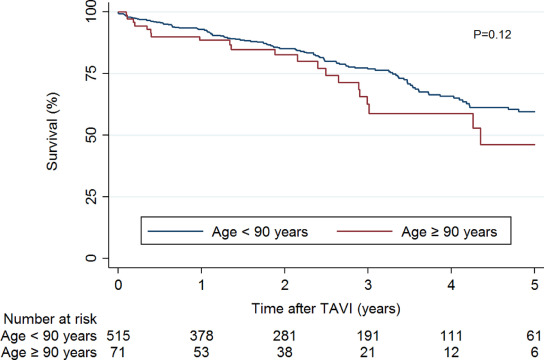 100
P=0.12
75
Survival (%)
50
25
Age < 90 years
Age ≥ 90 years
0
0 1 2 3 4 5
Time after TAVI (years)
Number at risk
Age < 90 years 515 378 281 191 111 61
Age ≥ 90 years 71 53 38 21 12 6